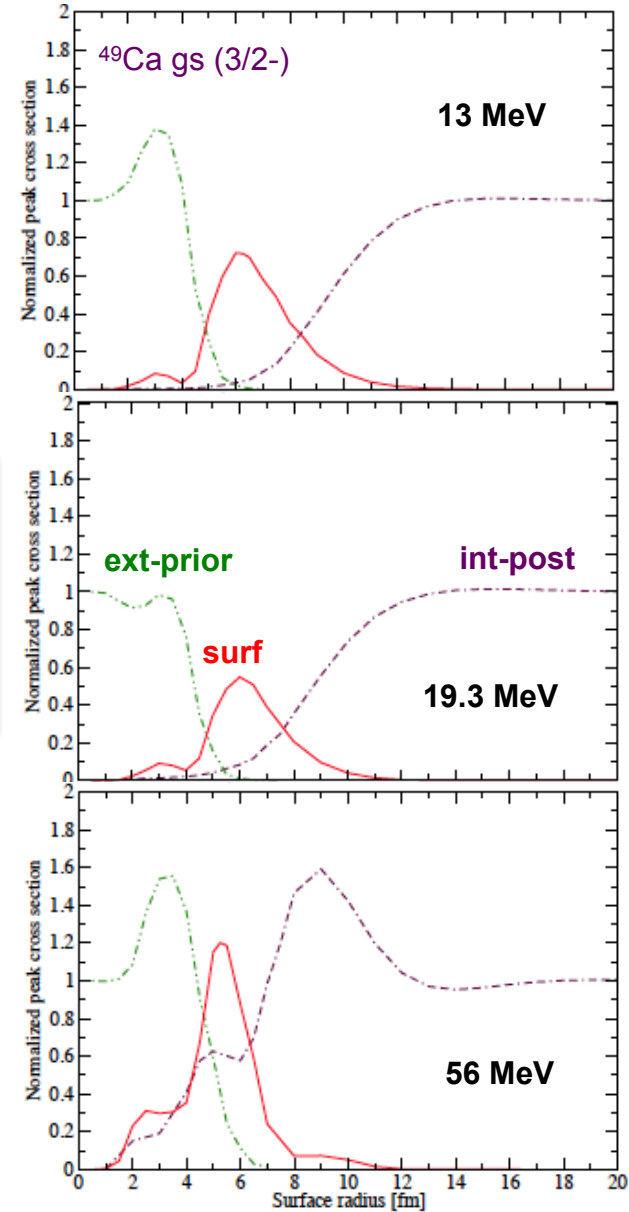 2
1.8
1.6
1.4
1.2
1
0.8
0.6
0.4
0.2
0
Normalized peak cross section
⁴⁹Ca gs (3/2-)
13 MeV
2
1.8
1.6
1.4
1.2
1
0.8
0.6
0.4
0.2
0
Normalized peak cross section
ext-prior
int-post
surf
19.3 MeV
2
1.8
1.6
1.4
1.2
1
0.8
0.6
0.4
0.2
0
Normalized peak cross section
56 MeV
0 2 4 6 8 10 12 14 16 18 20
Surface radius [fm]